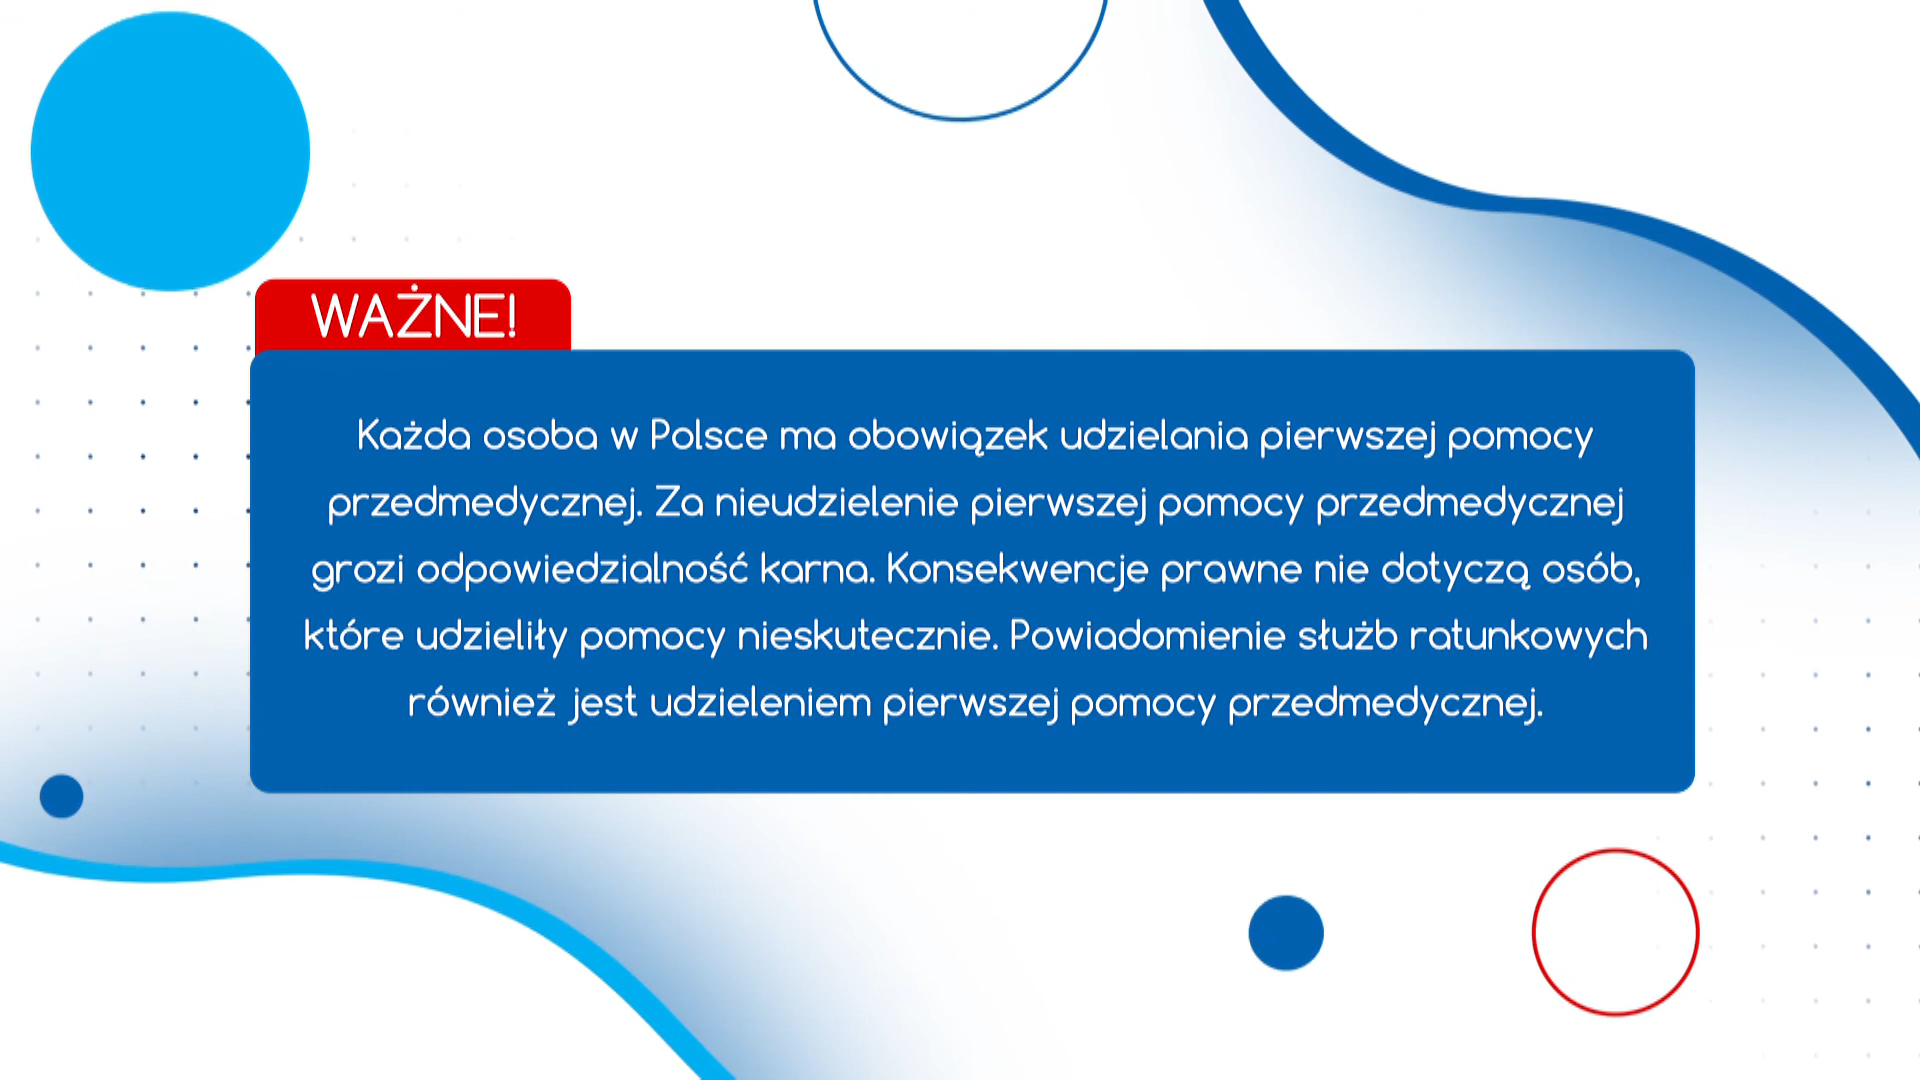 WAŻNE!
Każda osoba w Polsce ma obowiązek udzielania pierwszej pomocy
przedmedycznej. Za nieudzielenie pierwszej pomocy przedmedycznej
grozi odpowiedzialność karna. Konsekwencje prawne nie dotyczą osób,
które udzieliły pomocy nieskutecznie. Powiadomienie służb ratunkowych
również jest udzieleniem pierwszej pomocy przedmedycznej.